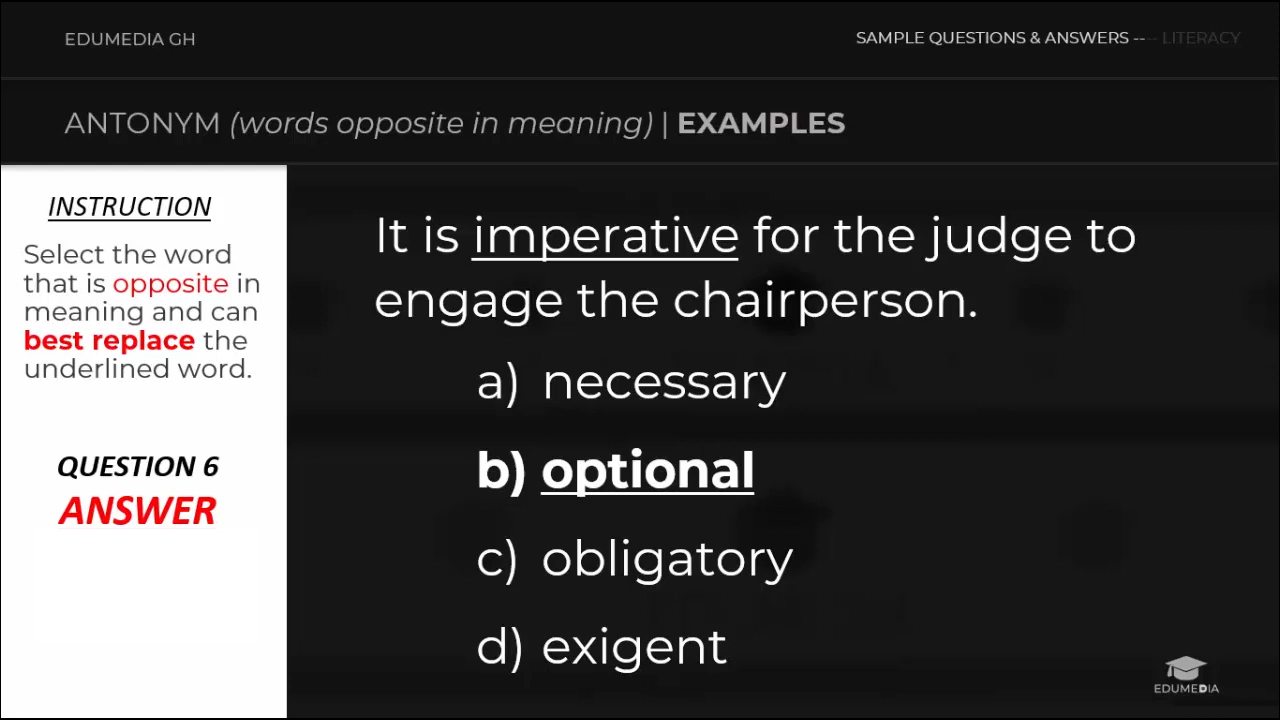 EDUMEDIA GH
SAMPLE QUESTIONS & ANSWERS ---- LITERACY
ANTONYM (words opposite in meaning) | EXAMPLES
INSTRUCTION
Select the word
that is opposite in
meaning and can
best replace the
underlined word.
QUESTION 6
ANSWER
It is imperative for the judge to
engage the chairperson.
a) necessary
b) optional
c) obligatory
d) exigent
EDUMEDIA